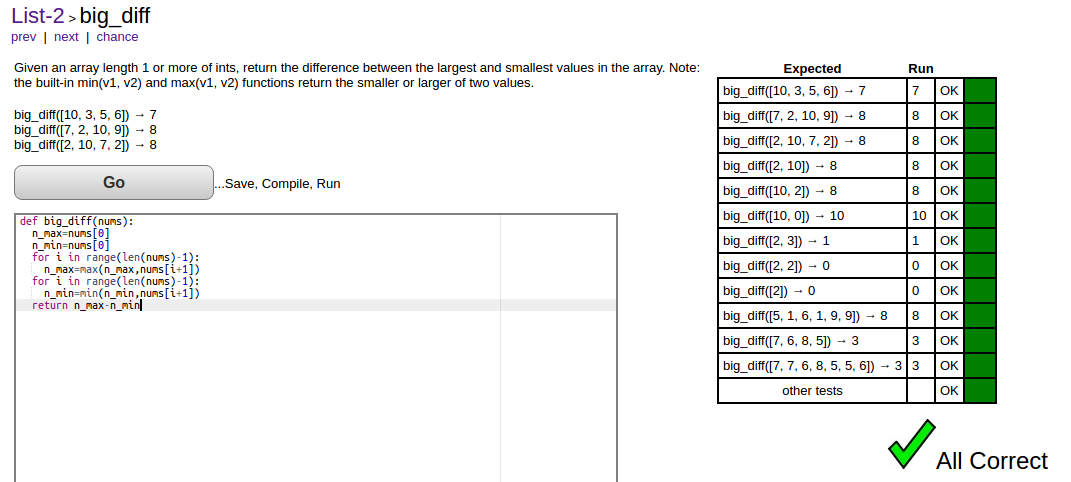 List-2 > big_diff
prev | next | chance
Given an array length 1 or more of ints, return the difference between the largest and smallest values in the array. Note:
the built-in min(v1, v2) and max(v1, v2) functions return the smaller or larger of two values.
big_diff([10, 3, 5, 6]) → 7
big_diff([7, 2, 10, 9]) → 8
big_diff([2, 10, 7, 2]) → 8
Go ...Save, Compile, Run
def big_diff(nums):
  n_max=nums[0]
  n_min=nums[0]
  for i in range(len(nums)-1):
    n_max=max(n_max,nums[i+1])
  for i in range(len(nums)-1):
    n_min=min(n_min,nums[i+1])
  return n_max-n_min
Expected Run
big_diff([10, 3, 5, 6]) → 7 7 OK
big_diff([7, 2, 10, 9]) → 8 8 OK
big_diff([2, 10, 7, 2]) → 8 8 OK
big_diff([2, 10]) → 8 8 OK
big_diff([10, 2]) → 8 8 OK
big_diff([10, 0]) → 10 10 OK
big_diff([2, 3]) → 1 1 OK
big_diff([2, 2]) → 0 0 OK
big_diff([2]) → 0 0 OK
big_diff([5, 1, 6, 1, 9, 9]) → 8 8 OK
big_diff([7, 6, 8, 5]) → 3 3 OK
big_diff([7, 7, 6, 8, 5, 5, 6]) → 3 3 OK
other tests OK
All Correct